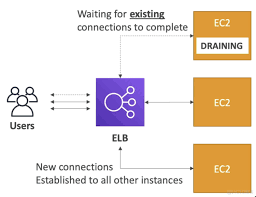 Waiting for existing
connections to complete
EC2
DRAINING
EC2
Users
ELB
EC2
New connections
Established to all other instances